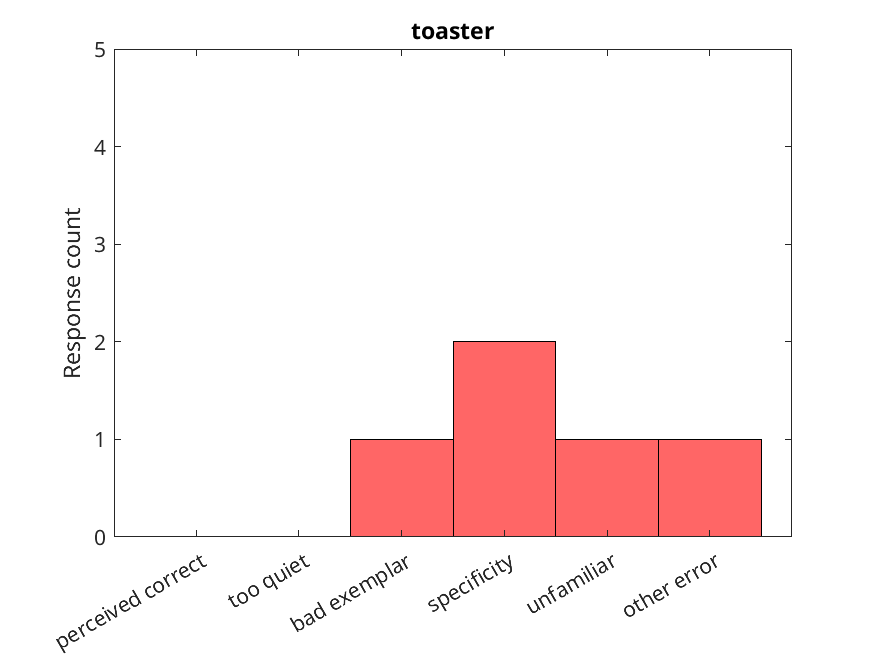 toaster
5
4
3
2
1
0
Response count
perceived correct
too quiet
bad exemplar
specificity
unfamiliar
other error